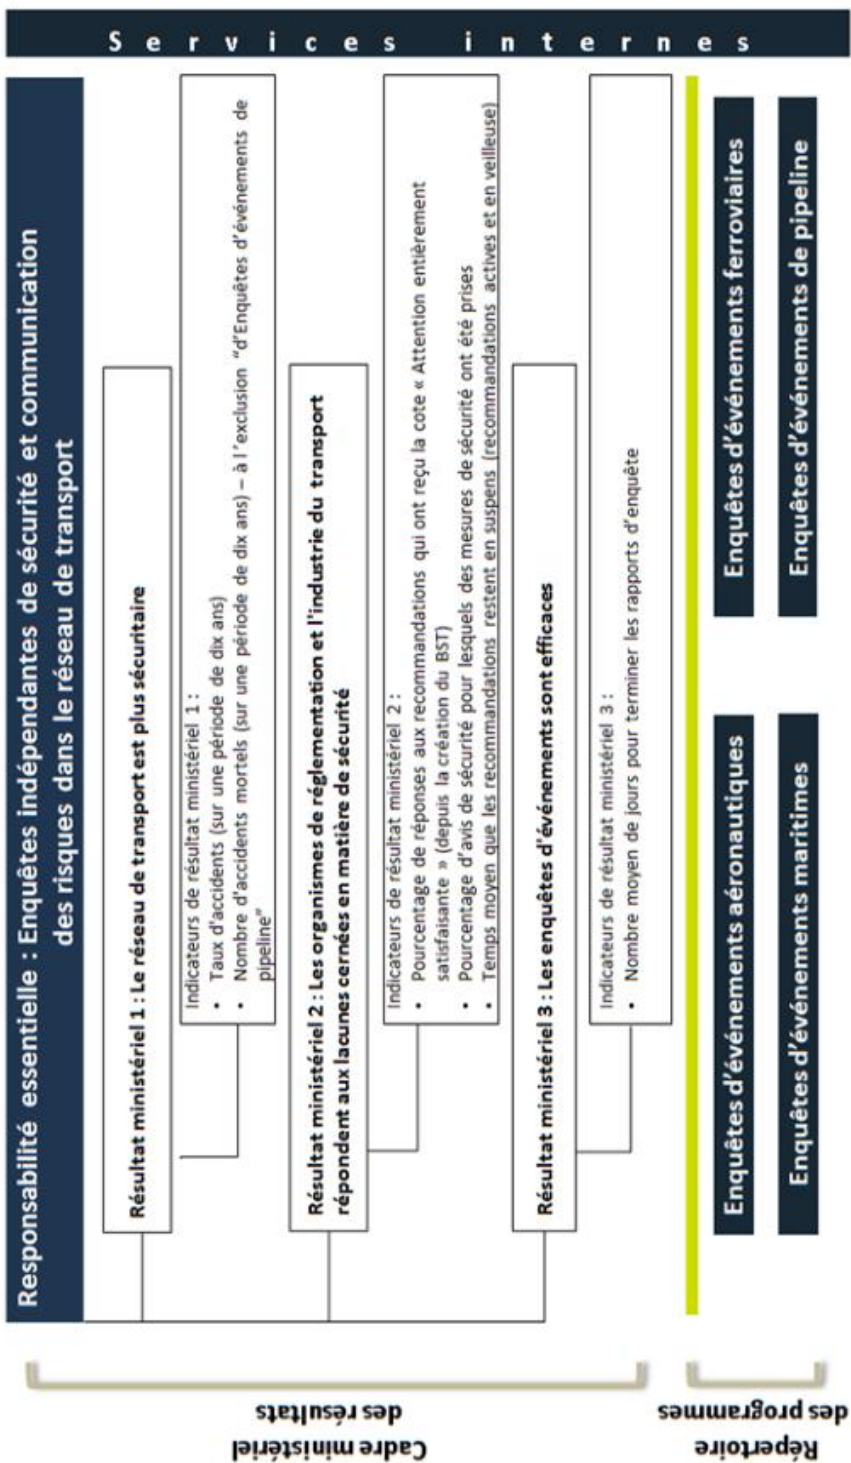 Responsabilité essentielle : Enquêtes indépendantes de sécurité et communication
des risques dans le réseau de transport
Cadre ministériel
des résultats
Résultat ministériel 1 : Le réseau de transport est plus sécuritaire
Indicateurs de résultat ministériel 1 :
• Taux d'accidents (sur une période de dix ans)
• Nombre d'accidents mortels (sur une période de dix ans) – à l'exclusion "d'Enquêtes d'événements de
pipeline"
Résultat ministériel 2 : Les organismes de réglementation et l'industrie du transport
répondent aux lacunes cernées en matière de sécurité
Indicateurs de résultat ministériel 2 :
• Pourcentage de réponses aux recommandations qui ont reçu la cote « Attention entièrement
satisfaisante » (depuis la création du BST)
• Pourcentage d'avis de sécurité pour lesquels des mesures de sécurité ont été prises
• Temps moyen que les recommandations restent en suspens (recommandations actives et en veilleuse)
Résultat ministériel 3 : Les enquêtes d'événements sont efficaces
Indicateurs de résultat ministériel 3 :
• Nombre moyen de jours pour terminer les rapports d'enquête
Répertoire
des programmes
Enquêtes d'événements aéronautiques
Enquêtes d'événements ferroviaires
Enquêtes d'événements maritimes
Enquêtes d'événements de pipeline
Services internes